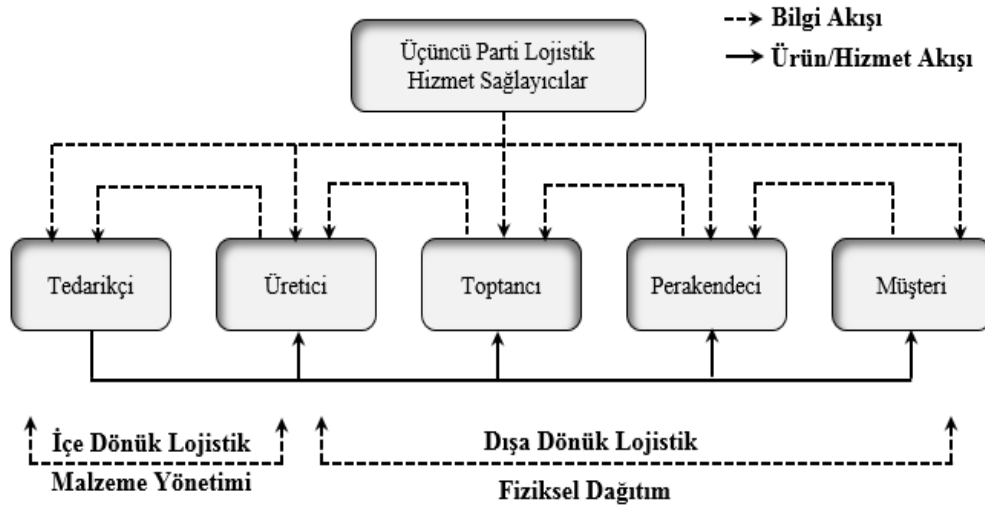 Bilgi Akışı
Ürün/Hizmet Akışı
Üçüncü Parti Lojistik
Hizmet Sağlayıcılar
Tedarikçi
Üretici
Toptancı
Perakendeci
Müşteri
İçe Dönük Lojistik
Malzeme Yönetimi
Dışa Dönük Lojistik
Fiziksel Dağıtım